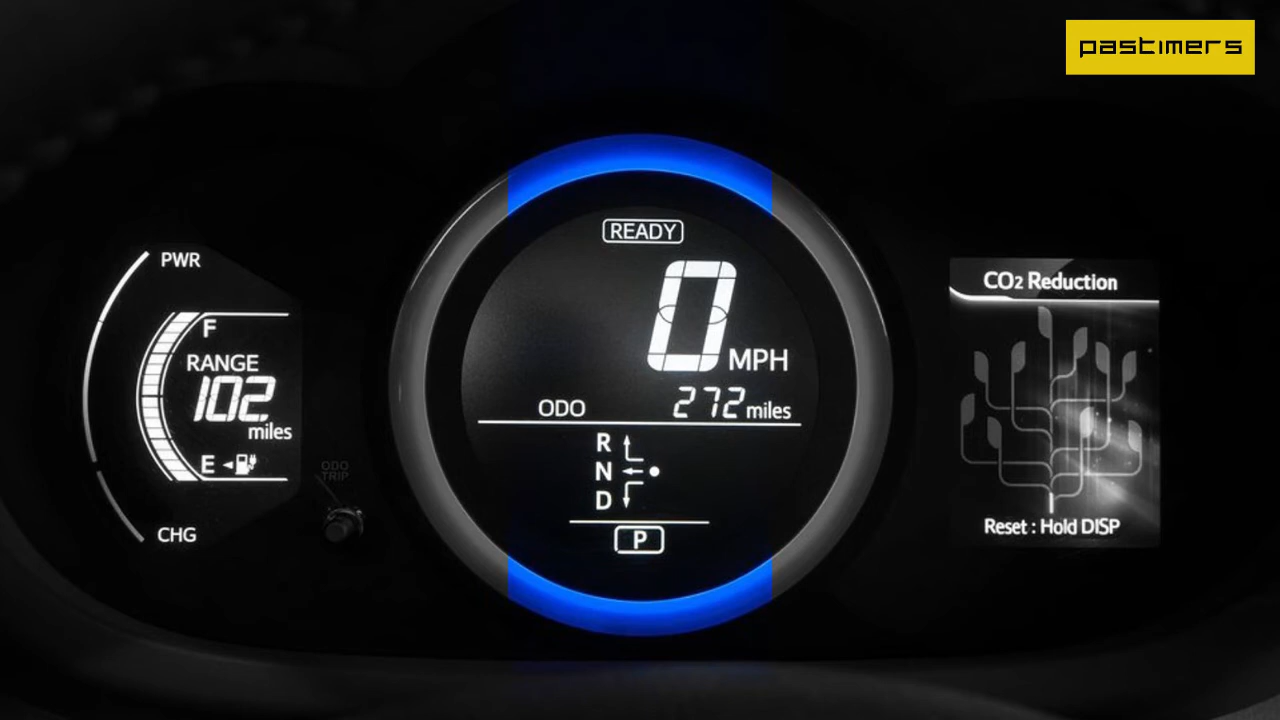 pastimers
PWR
F
RANGE
102
miles
E
CHG
ODO
TRIP
READY
0 MPH
ODO 272 miles
R
N
D
P
CO2 Reduction
Reset : Hold DISP